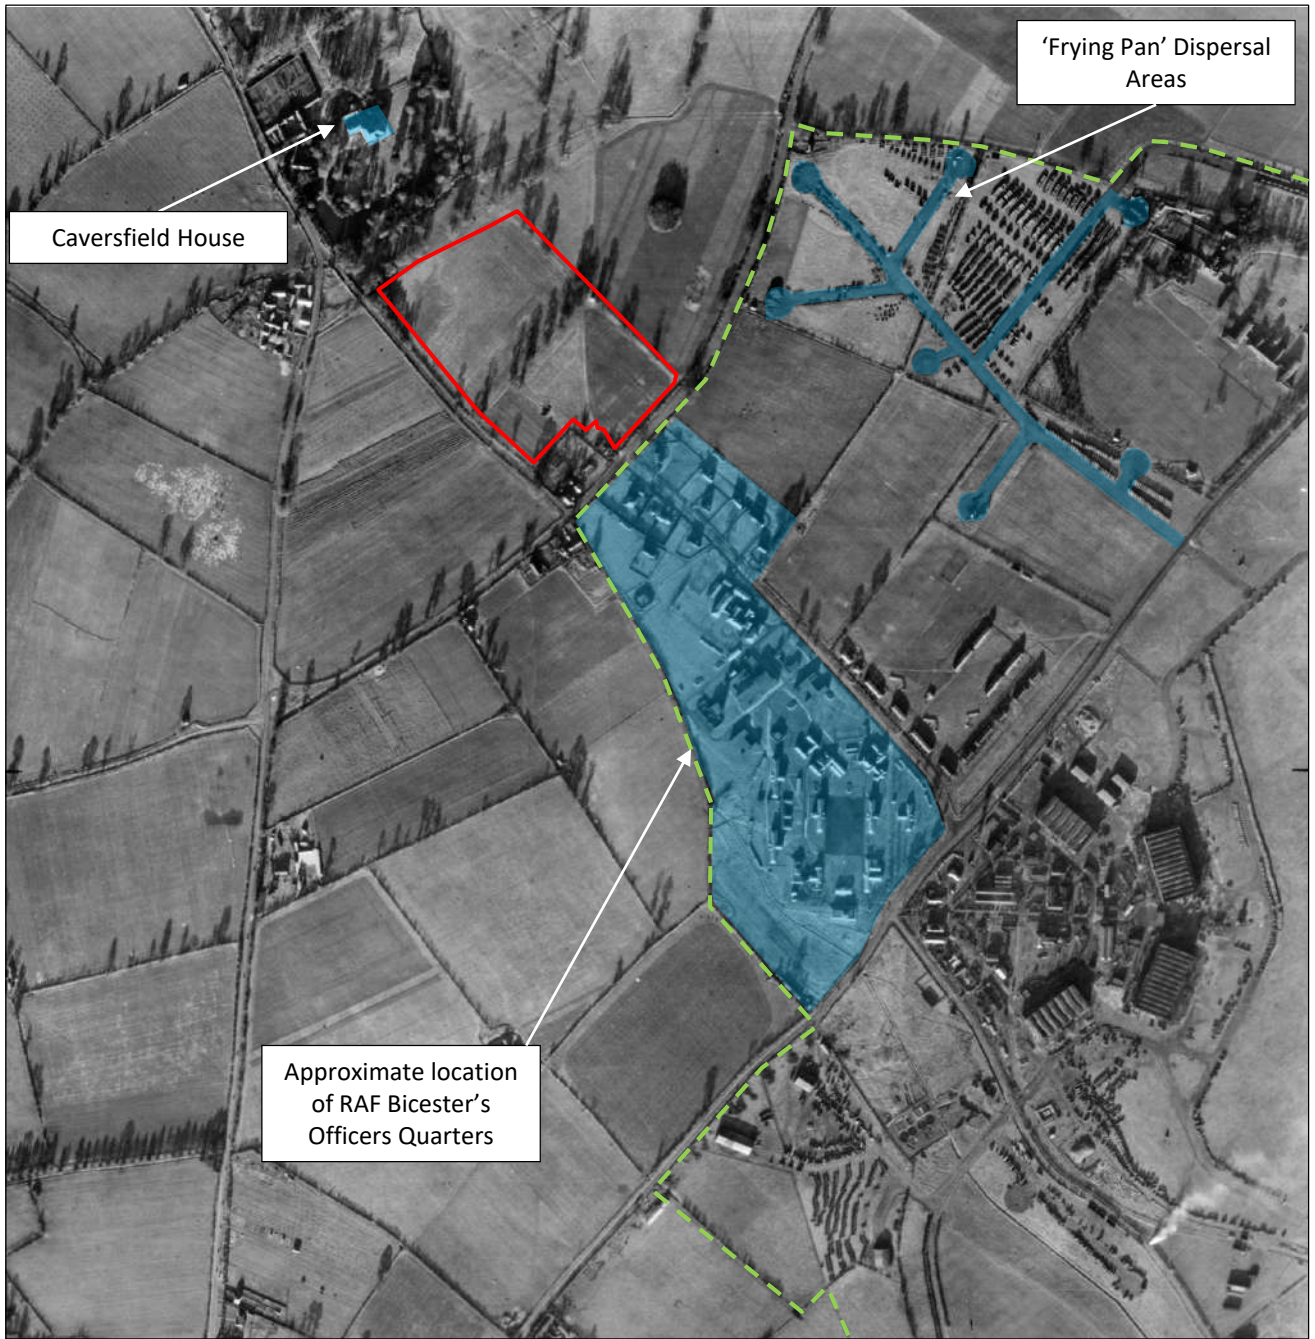 ‘Frying Pan’ Dispersal
Areas
Caversfield House
Approximate location
of RAF Bicester’s
Officers Quarters